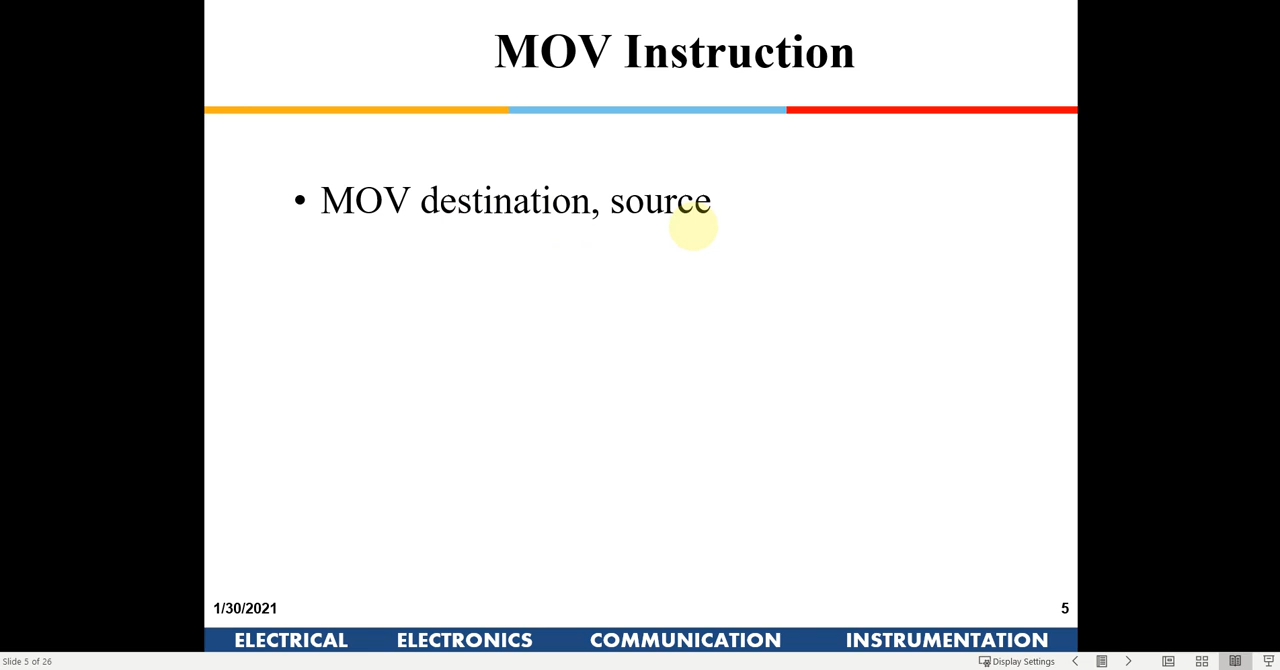 MOV Instruction
• MOV destination, source
1/30/2021
5
ELECTRICAL ELECTRONICS COMMUNICATION INSTRUMENTATION
Slide 5 of 26
Display Settings